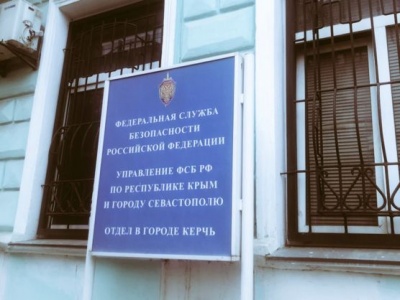 ФЕДЕРАЛЬНАЯ СЛУЖБА
БЕЗОПАСНОСТИ
РОССИЙСКОЙ ФЕДЕРАЦИИ
УПРАВЛЕНИЕ ФСБ РФ
ПО РЕСПУБЛИКЕ КРЫМ
И ГОРОДУ СЕВАСТОПОЛЮ
ОТДЕЛ В ГОРОДЕ КЕРЧЬ